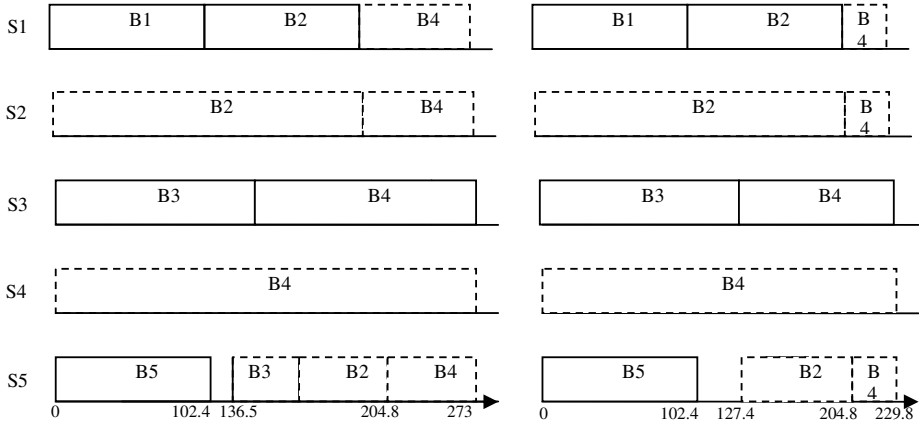 S1 B1 B2 B4 B1 B2 B
4
S2 B2 B4 B2 B
4
S3 B3 B4 B3 B4
S4 B4 B4
S5 B5 B3 B2 B4 B5 B2 B
4
0 102.4 136.5 204.8 273 0 102.4 127.4 204.8 229.8